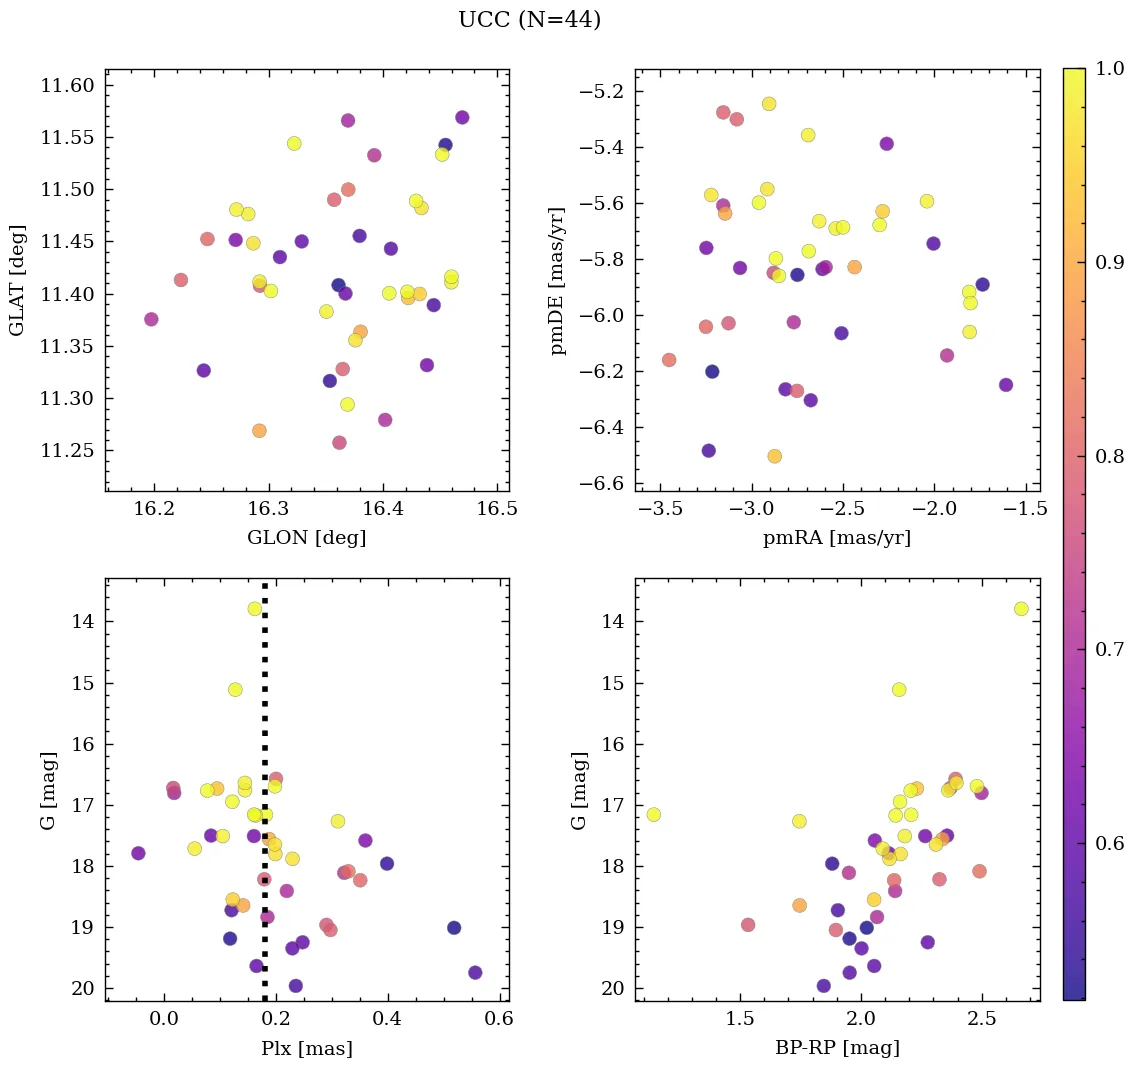 UCC (N=44)
11.60
11.55
11.50
11.45
11.40
11.35
11.30
11.25
GLAT [deg]
16.2 16.3 16.4 16.5
GLON [deg]
−5.2
−5.4
−5.6
−5.8
−6.0
−6.2
−6.4
−6.6
pmDE [mas/yr]
−3.5 −3.0 −2.5 −2.0 −1.5
pmRA [mas/yr]
14
15
16
17
18
19
20
G [mag]
0.0 0.2 0.4 0.6
Plx [mas]
14
15
16
17
18
19
20
G [mag]
1.5 2.0 2.5
BP-RP [mag]
1.0
0.9
0.8
0.7
0.6